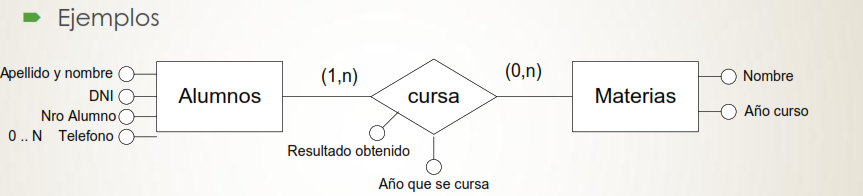 Ejemplos
Apellido y nombre
DNI
Nro Alumno
0 .. N Telefono
Alumnos
(1,n)
cursa
Resultado obtenido
Año que se cursa
(0,n)
Materias
Nombre
Año curso